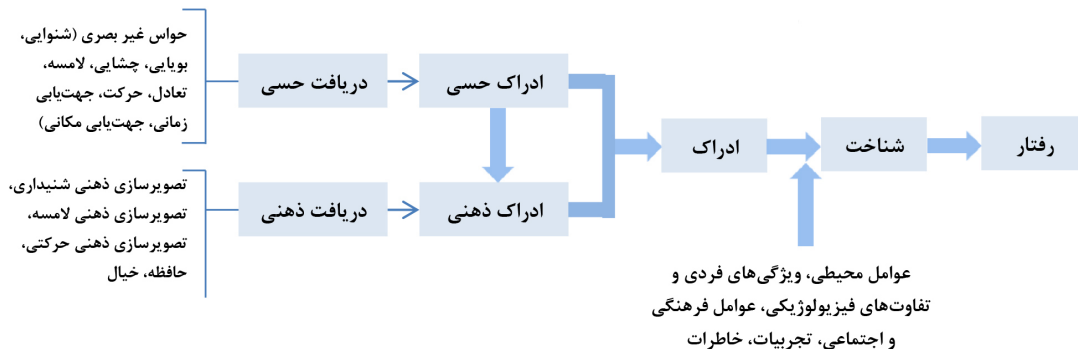 حواس غیر بصری (شنوایی،
بویایی، چشایی، لامسه،
تعادل، حرکت، جهت‌یابی
زمانی، جهت‌یابی مکانی)
دریافت حسی
ادراک حسی
تصویرسازی ذهنی شنیداری،
تصویرسازی ذهنی لامسه،
تصویرسازی ذهنی حرکتی،
حافظه، خیال
دریافت ذهنی
ادراک ذهنی
ادراک
شناخت
رفتار
عوامل محیطی، ویژگی‌های فردی و
تفاوت‌های فیزیولوژیکی، عوامل فرهنگی
و اجتماعی، تجربیات، خاطرات